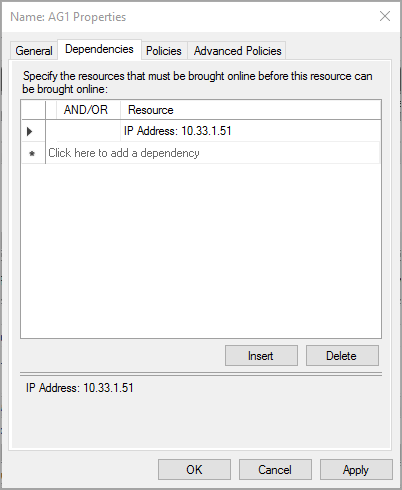 Name: AG1 Properties
General Dependencies Policies Advanced Policies
Specify the resources that must be brought online before this resource can
be brought online:
AND/OR Resource
IP Address: 10.33.1.51
Click here to add a dependency
Insert Delete
IP Address: 10.33.1.51
OK Cancel Apply